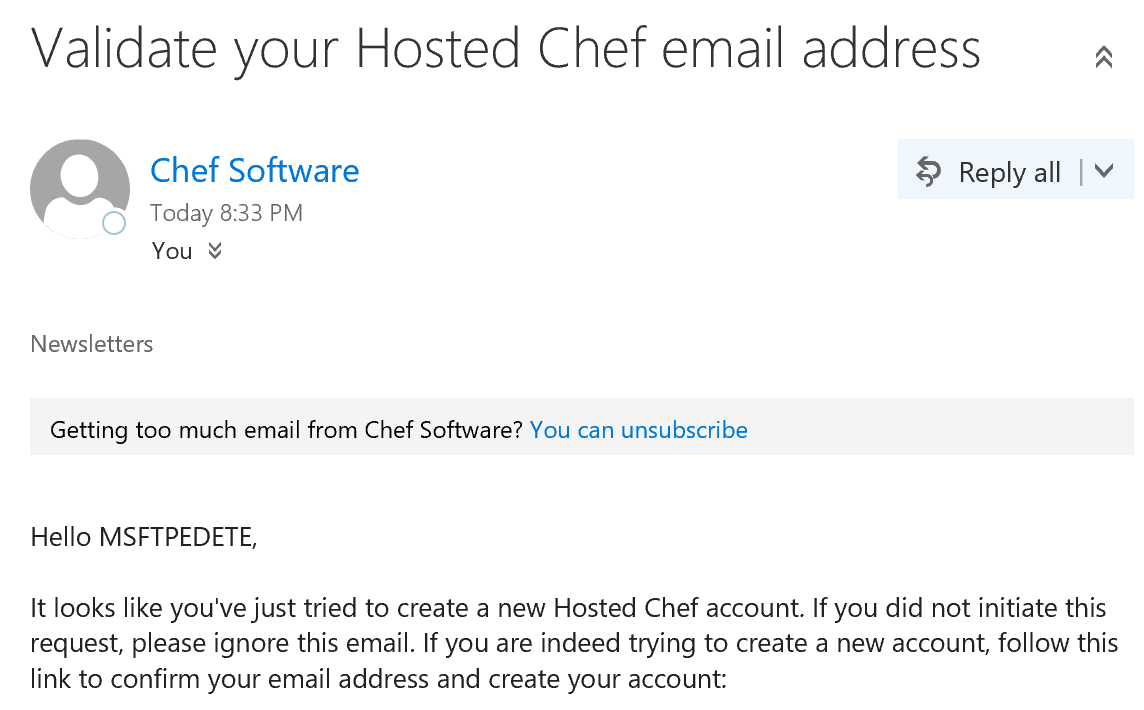 Validate your Hosted Chef email address
Chef Software
Reply all
Today 8:33 PM
You
Newsletters
Getting too much email from Chef Software? You can unsubscribe
Hello MSFTPEDETE,
It looks like you've just tried to create a new Hosted Chef account. If you did not initiate this
request, please ignore this email. If you are indeed trying to create a new account, follow this
link to confirm your email address and create your account: